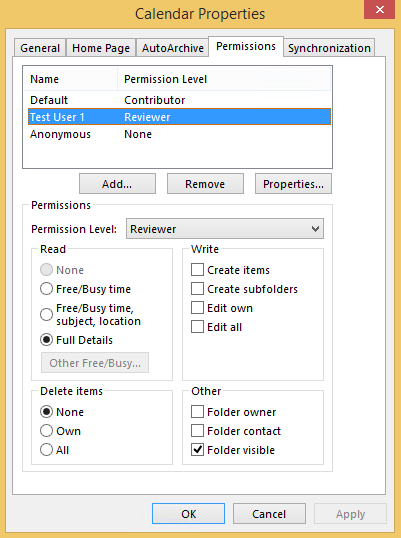 Calendar Properties
General Home Page AutoArchive Permissions Synchronization
Name Permission Level
Default Contributor
Test User 1 Reviewer
Anonymous None
Add... Remove Properties...
Permissions
Permission Level: Reviewer
Read Write
None Create items
Free/Busy time Create subfolders
Free/Busy time, Edit own
subject, location Edit all
Full Details
Other Free/Busy...
Delete items Other
None Folder owner
Own Folder contact
All Folder visible
OK Cancel Apply